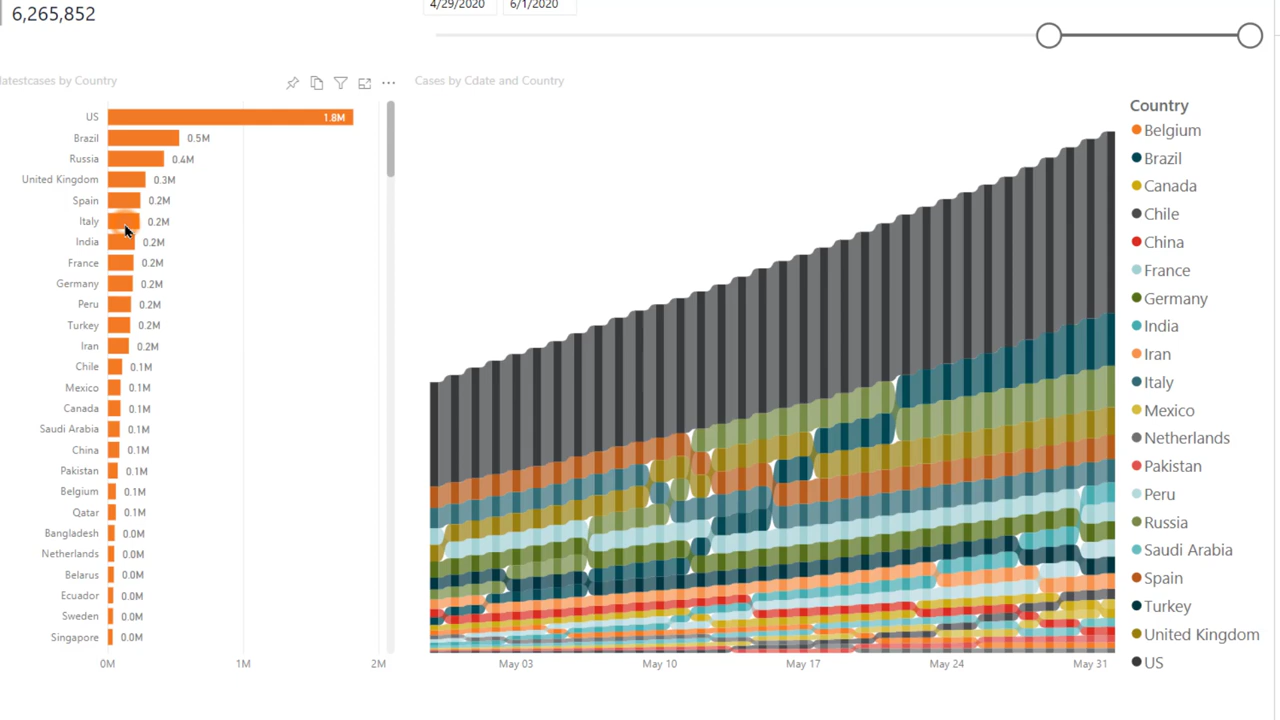 6,265,852
4/29/2020 6/1/2020
latestcases by Country
US 1.8M
Brazil 0.5M
Russia 0.4M
United Kingdom 0.3M
Spain 0.2M
Italy 0.2M
India 0.2M
France 0.2M
Germany 0.2M
Peru 0.2M
Turkey 0.2M
Iran 0.2M
Chile 0.1M
Mexico 0.1M
Canada 0.1M
Saudi Arabia 0.1M
China 0.1M
Pakistan 0.1M
Belgium 0.1M
Qatar 0.1M
Bangladesh 0.0M
Netherlands 0.0M
Belarus 0.0M
Ecuador 0.0M
Sweden 0.0M
Singapore 0.0M
0M 1M 2M
Cases by Cdate and Country
May 03 May 10 May 17 May 24 May 31
Country
Belgium
Brazil
Canada
Chile
China
France
Germany
India
Iran
Italy
Mexico
Netherlands
Pakistan
Peru
Russia
Saudi Arabia
Spain
Turkey
United Kingdom
US